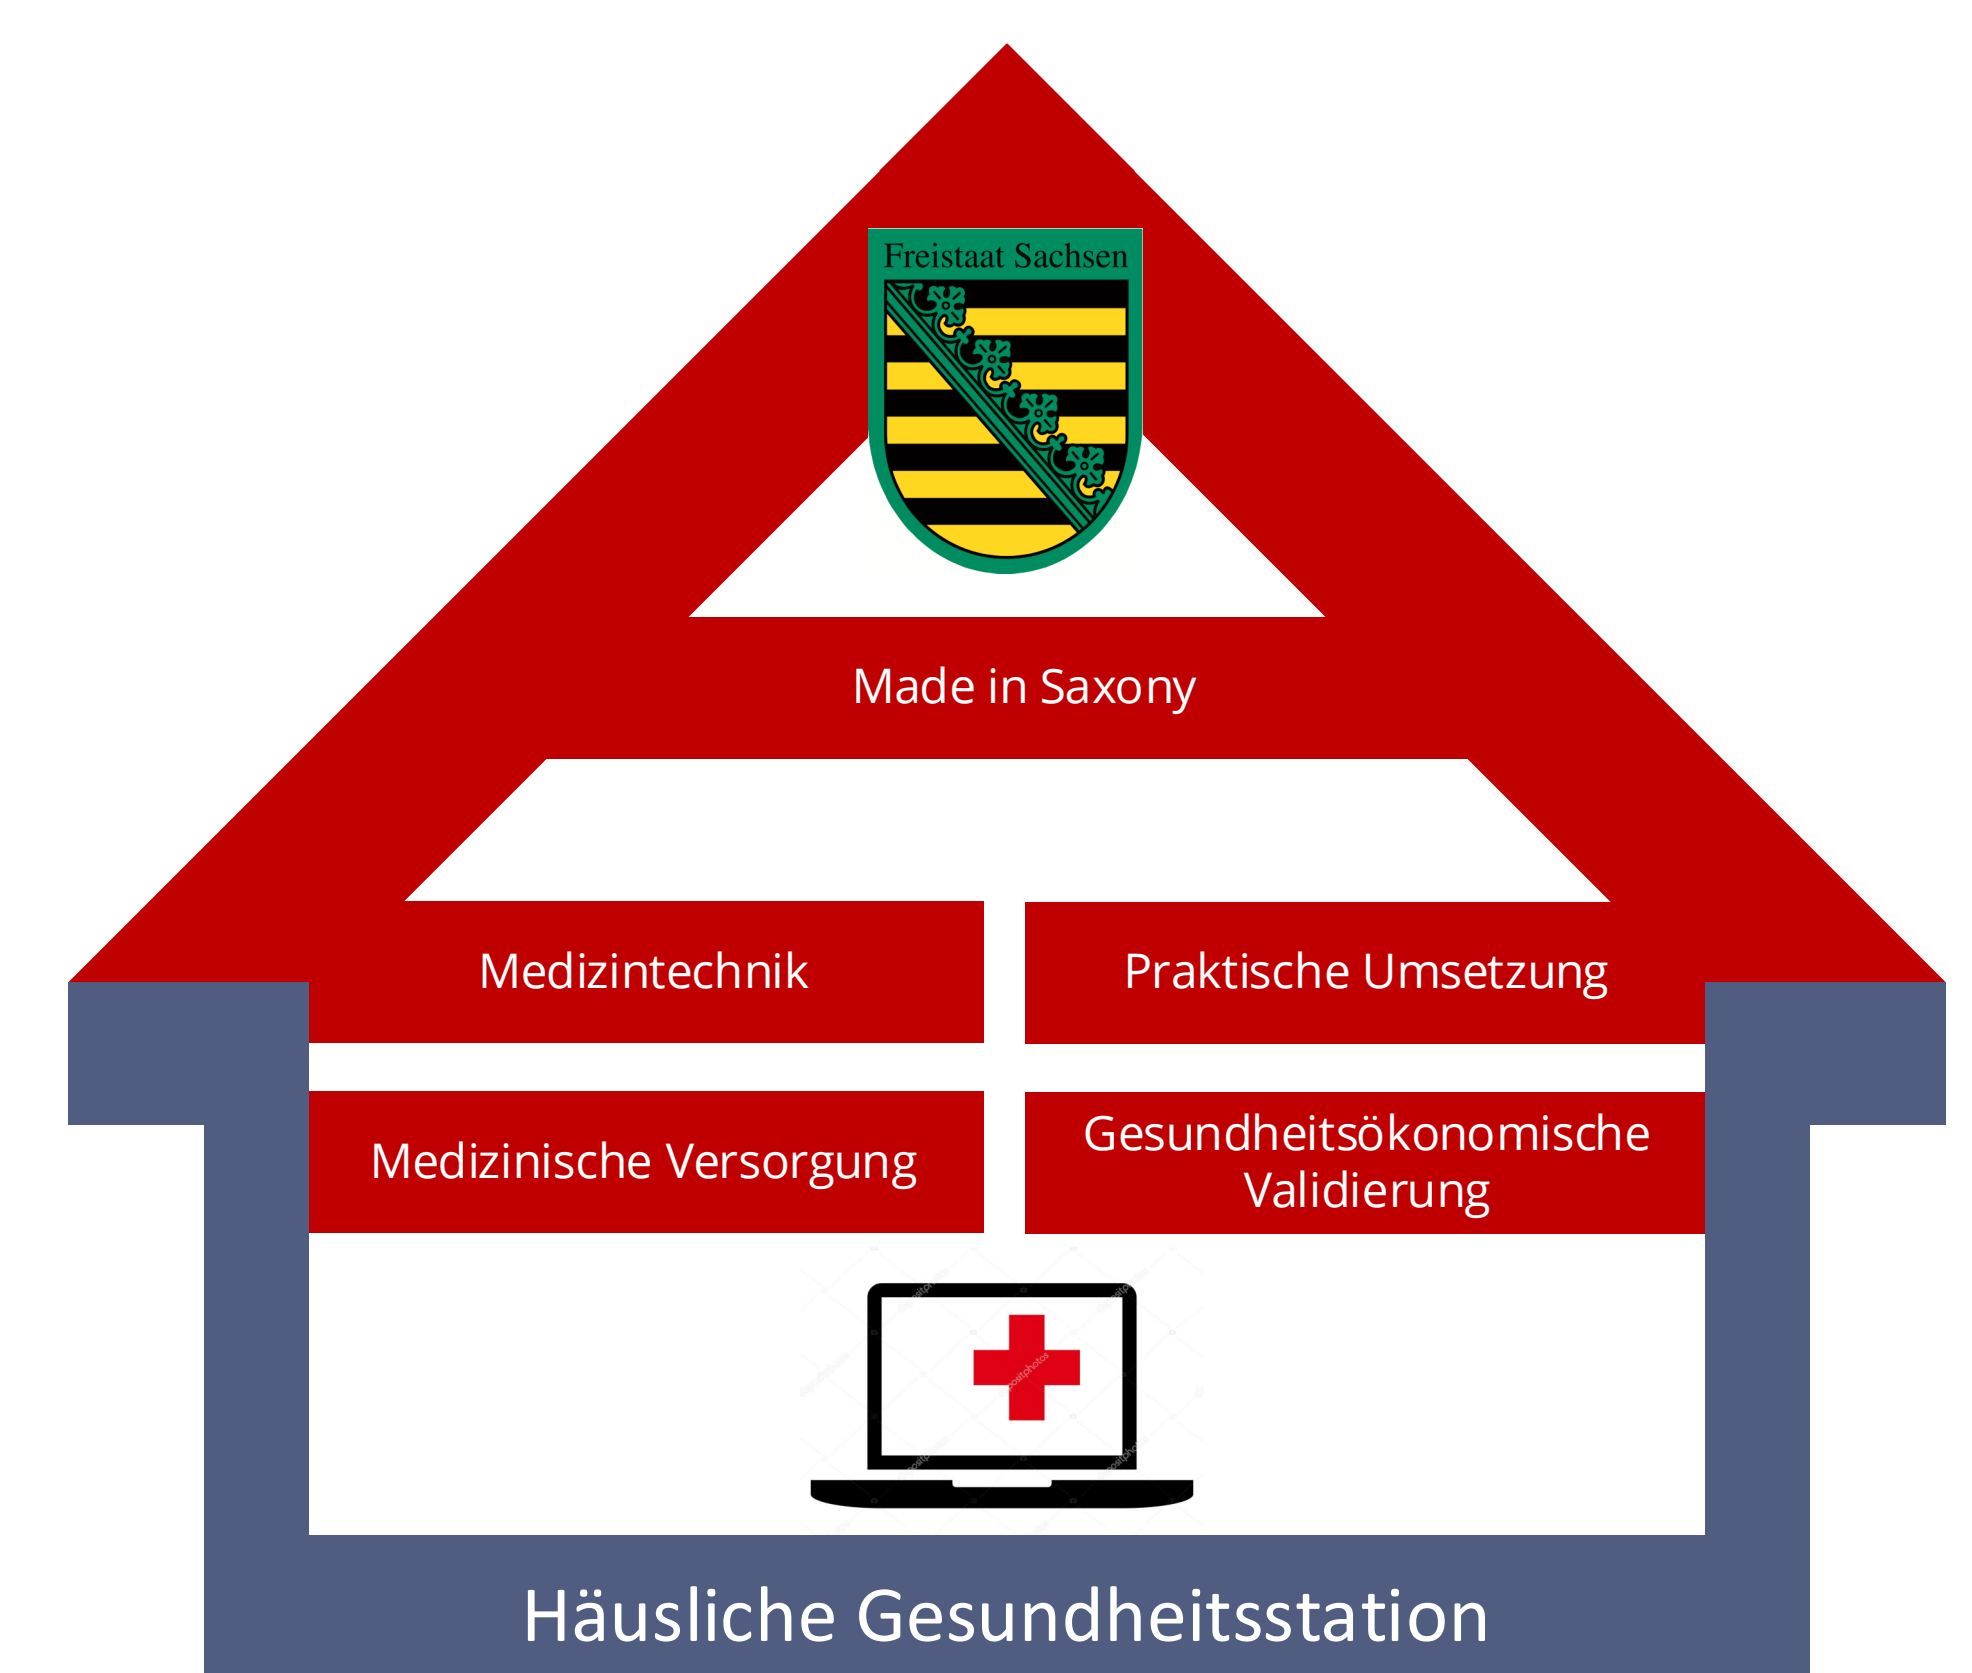 Freistaat Sachsen
Made in Saxony
Medizintechnik
Praktische Umsetzung
Medizinische Versorgung
Gesundheitsökonomische
Validierung
Häusliche Gesundheitsstation